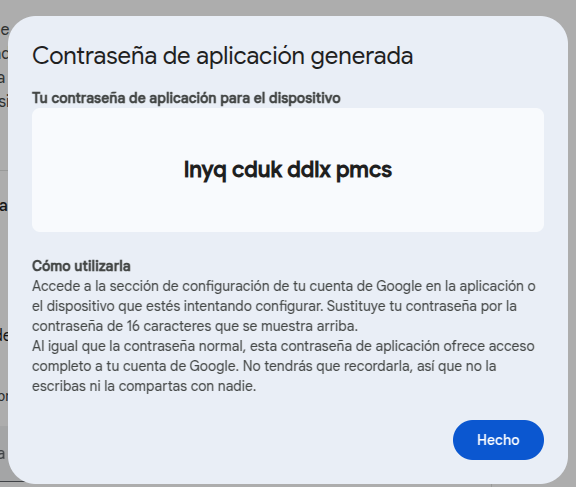 Contraseña de aplicación generada
Tu contraseña de aplicación para el dispositivo
lnyq cduk ddlx pmcs
Cómo utilizarla
Accede a la sección de configuración de tu cuenta de Google en la aplicación o
el dispositivo que estés intentando configurar. Sustituye tu contraseña por la
contraseña de 16 caracteres que se muestra arriba.
Al igual que la contraseña normal, esta contraseña de aplicación ofrece acceso
completo a tu cuenta de Google. No tendrás que recordarla, así que no la
escribas ni la compartas con nadie.
Hecho